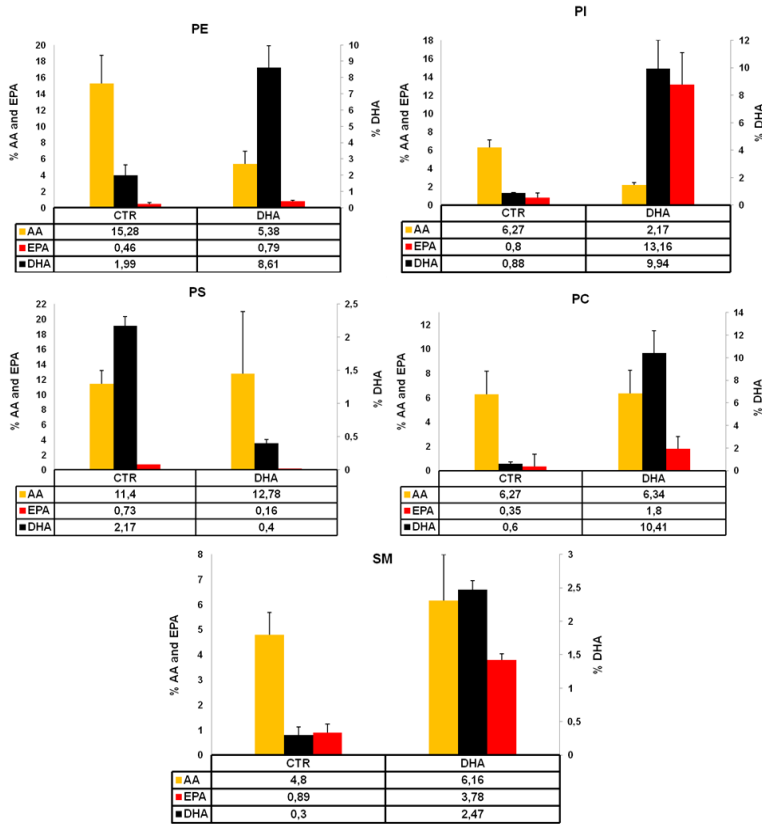 PE
% AA and EPA
20
18
16
14
12
10
8
6
4
2
0
10
9
8
7
6
5
4
3
2
1
0
% DHA
CTR DHA
AA 15,28 5,38
EPA 0,46 0,79
DHA 1,99 8,61
PI
% AA and EPA
18
16
14
12
10
8
6
4
2
0
12
10
8
6
4
2
0
% DHA
CTR DHA
AA 6,27 2,17
EPA 0,8 13,16
DHA 0,88 9,94
PS
% AA and EPA
22
20
18
16
14
12
10
8
6
4
2
0
2,5
2
1,5
1
0,5
0
% DHA
CTR DHA
AA 11,4 12,78
EPA 0,73 0,16
DHA 2,17 0,4
PC
% AA and EPA
12
10
8
6
4
2
0
14
12
10
8
6
4
2
0
% DHA
CTR DHA
AA 6,27 6,34
EPA 0,35 1,8
DHA 0,6 10,41
SM
% AA and EPA
8
7
6
5
4
3
2
1
0
3
2,5
2
1,5
1
0,5
0
% DHA
CTR DHA
AA 4,8 6,16
EPA 0,89 3,78
DHA 0,3 2,47